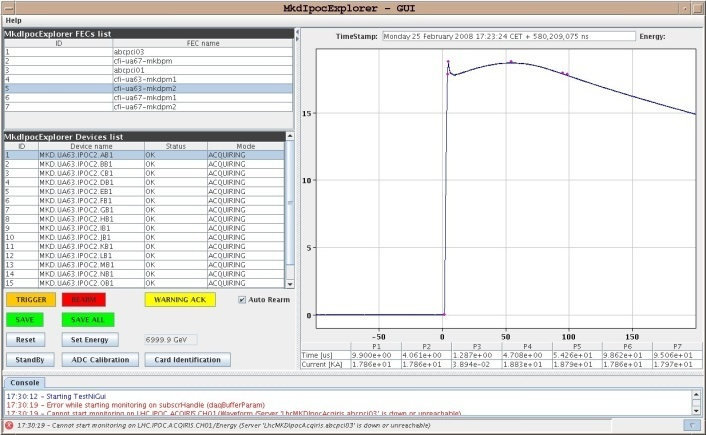 MkdIpocExplorer - GUI
Help
MkdIpocExplorer FECs list
ID FEC name
1 abcpci03
2 cfi-ua67-mkbpm
3 abcpci01
4 cfi-ua63-mkdpm1
5 cfi-ua63-mkdpm2
6 cfi-ua67-mkdpm1
7 cfi-ua67-mkdpm2
MkdIpocExplorer Devices list
ID Device name Status Mode
1 MKD.UA63.IPOC2.AB1 OK ACQUIRING
2 MKD.UA63.IPOC2.BB1 OK ACQUIRING
3 MKD.UA63.IPOC2.CB1 OK ACQUIRING
4 MKD.UA63.IPOC2.DB1 OK ACQUIRING
5 MKD.UA63.IPOC2.EB1 OK ACQUIRING
6 MKD.UA63.IPOC2.FB1 OK ACQUIRING
7 MKD.UA63.IPOC2.GB1 OK ACQUIRING
8 MKD.UA63.IPOC2.HB1 OK ACQUIRING
9 MKD.UA63.IPOC2.IB1 OK ACQUIRING
10 MKD.UA63.IPOC2.JB1 OK ACQUIRING
11 MKD.UA63.IPOC2.KB1 OK ACQUIRING
12 MKD.UA63.IPOC2.LB1 OK ACQUIRING
13 MKD.UA63.IPOC2.MB1 OK ACQUIRING
14 MKD.UA63.IPOC2.NB1 OK ACQUIRING
15 MKD.UA63.IPOC2.OB1 OK ACQUIRING
TRIGGER REARM WARNING ACK Auto Rearm
SAVE SAVE ALL
Reset Set Energy 6999.9 GeV
StandBy ADC Calibration Card Identification
TimeStamp: Monday 25 February 2008 17:23:24 CET + 580,209,075 ns Energy:
15
10
5
0
-50 0 50 100 150
P1 P2 P3 P4 P5 P6 P7
Time [us] 9.900e+00 4.061e+00 1.287e+00 4.708e+00 5.426e+01 9.862e+01 9.506e+01
Current [KA] 1.786e+01 1.786e+01 3.894e-02 1.883e+01 1.879e+01 1.786e+01 1.797e+01
Console
17:30:12 - Starting TestNiGui
17:30:19 - Error while starting monitoring on subscrHandle (daqBufferParam)
17:30:19 - Cannot start monitoring on LHC.IPOC.ACQIRIS.CH01/Waveform (Server 'LhcMKDIpocAcqiris.abcpci03' is down or unreachable)
17:30:19 - Cannot start monitoring on LHC.IPOC.ACQIRIS.CH01/Energy (Server 'LhcMKDIpocAcqiris.abcpci03' is down or unreachable)